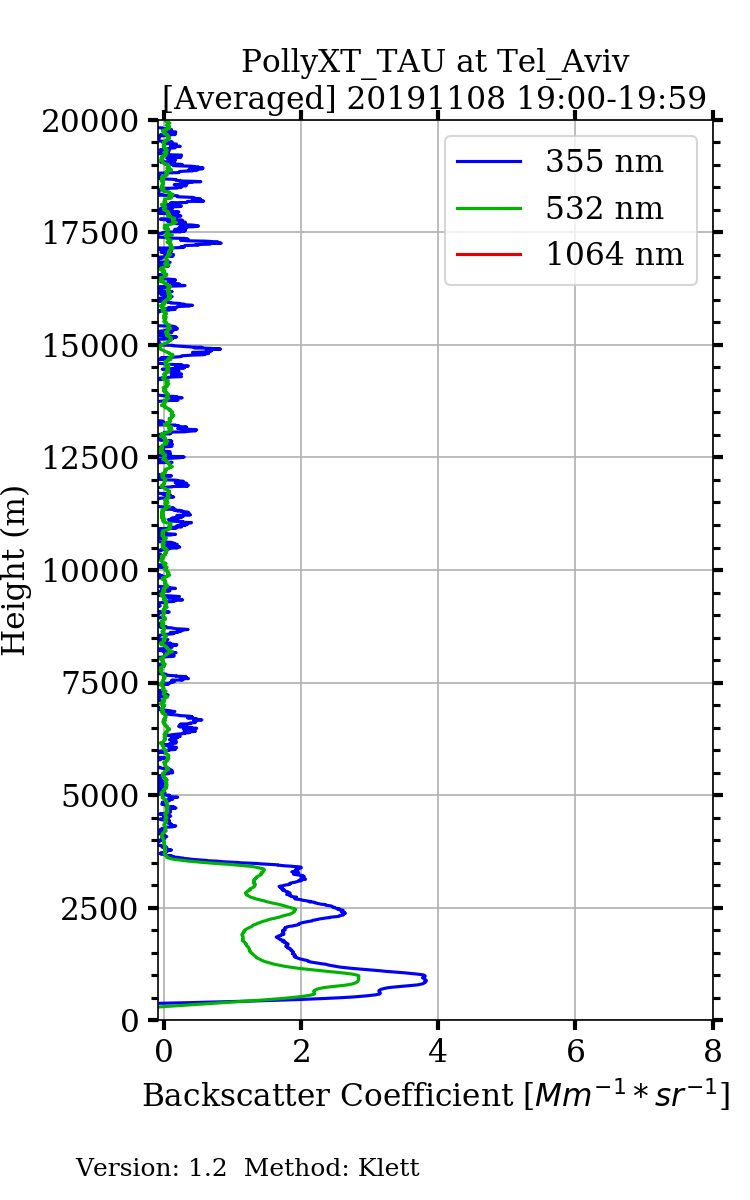 PollyXT_TAU at Tel_Aviv
[Averaged] 20191108 19:00-19:59
20000
17500
15000
12500
10000
7500
5000
2500
0
Height (m)
355 nm
532 nm
1064 nm
0 2 4 6 8
Backscatter Coefficient [Mm⁻¹ * sr⁻¹]
Version: 1.2 Method: Klett